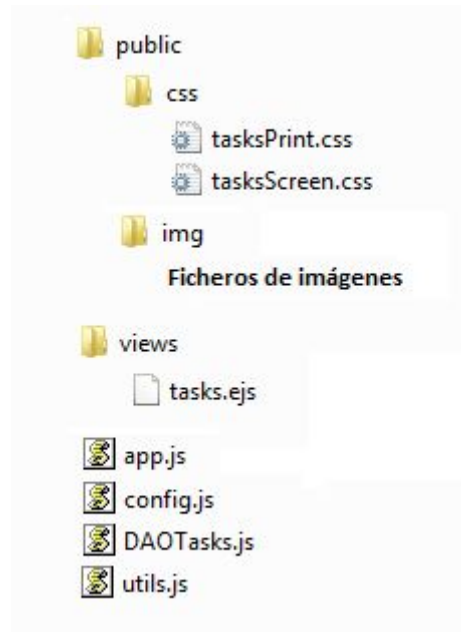 public
css
tasksPrint.css
tasksScreen.css
img
Ficheros de imágenes
views
tasks.ejs
app.js
config.js
DAOTasks.js
utils.js